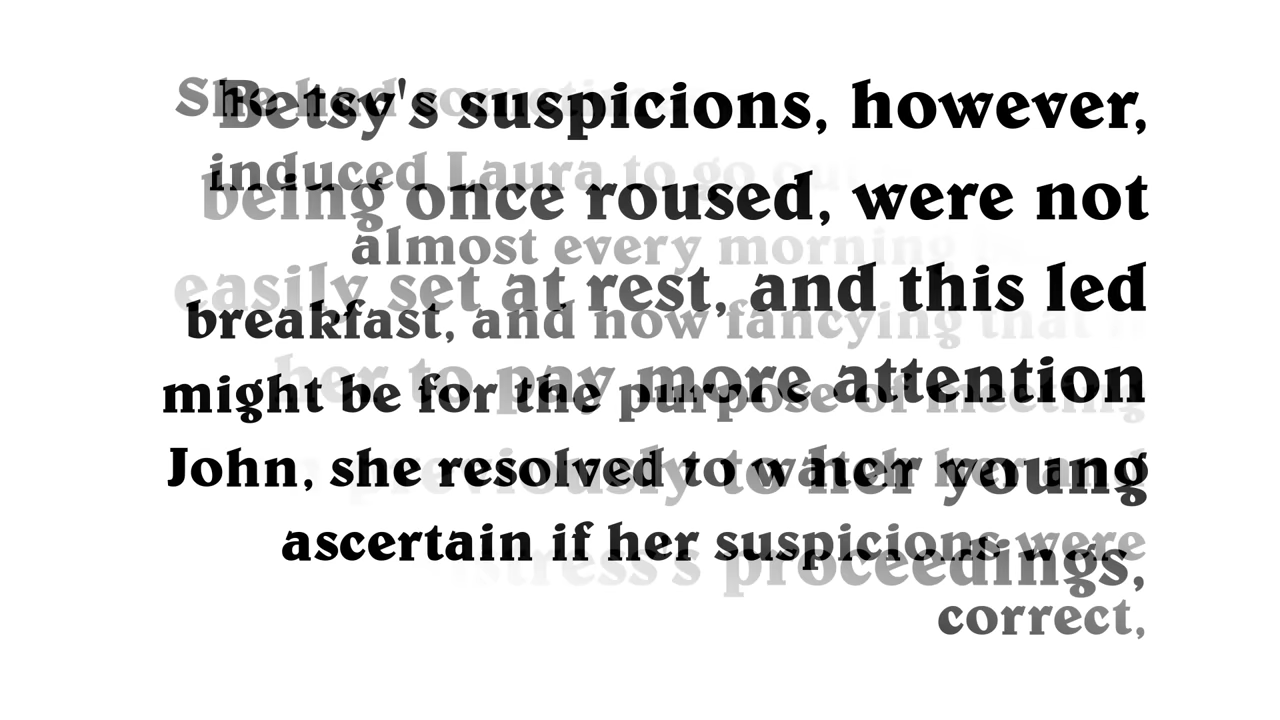 Betsy's suspicions, however,
being once roused, were not
easily set at rest, and this led
her to pay more attention
previously to her young
mistress's proceedings,
She had
induced Laura to go out
almost every morning
breakfast, and now fancying that it
might be for the purpose of meeting
John, she resolved to watch her and
ascertain if her suspicions were
correct,